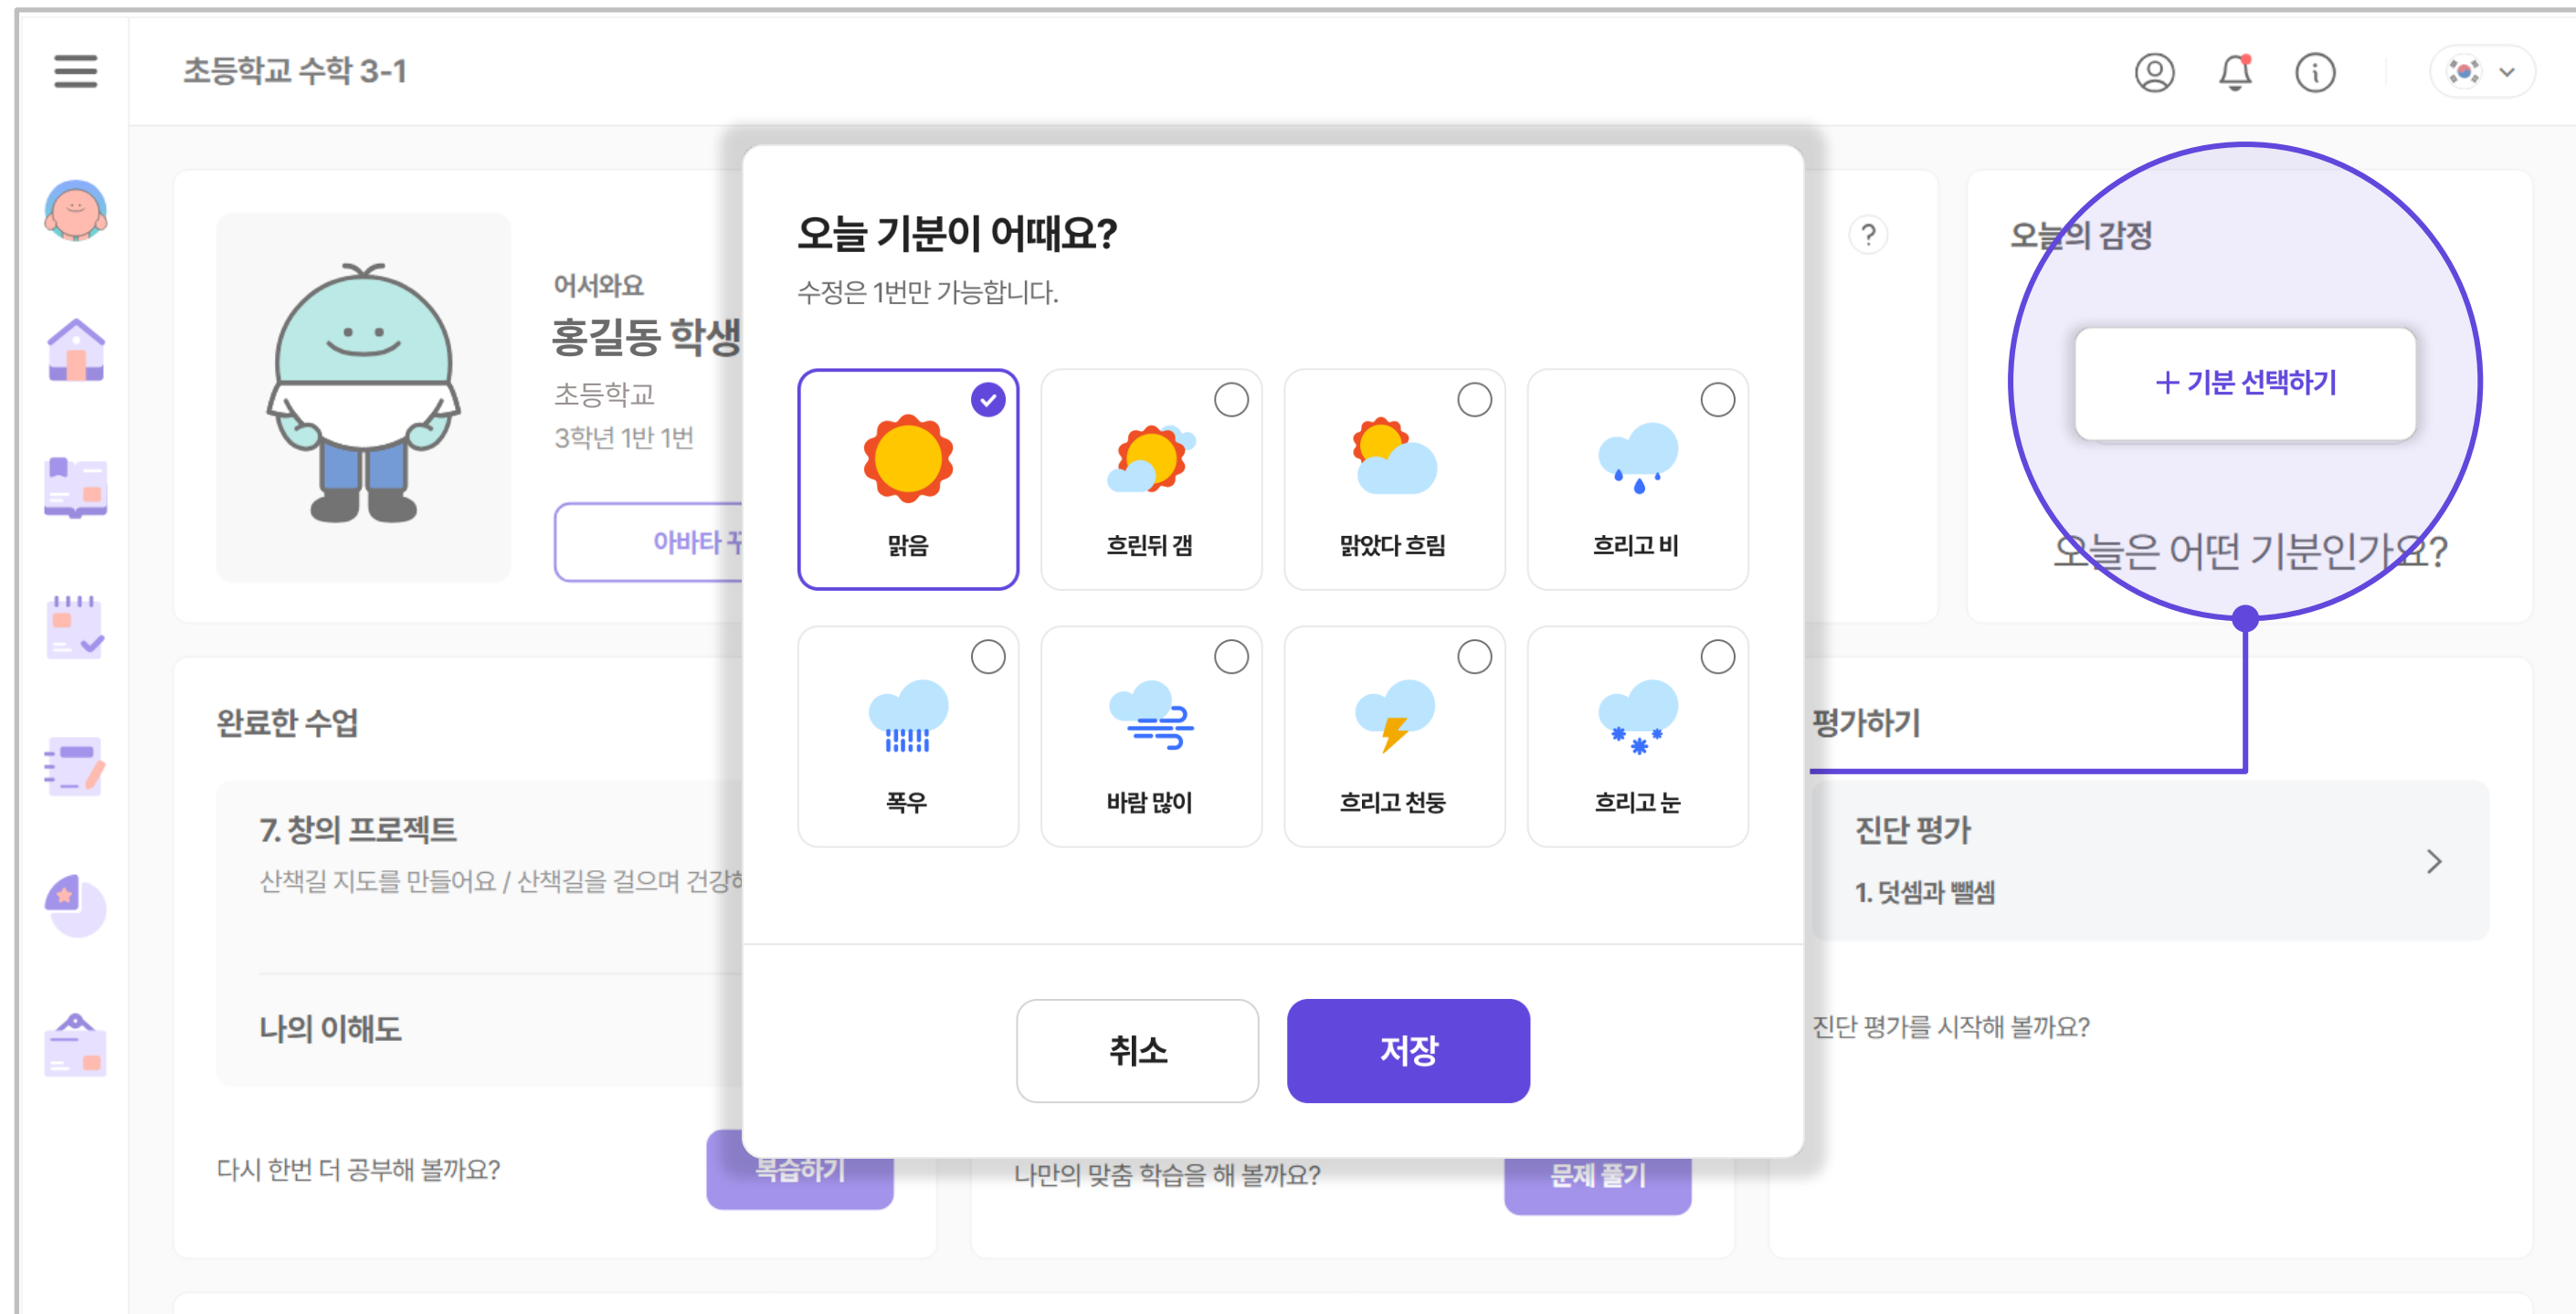 초등학교 수학 3-1
어서와요
홍길동 학생
초등학교
3학년 1반 1번
아바타
오늘 기분이 어때요?
수정은 1번만 가능합니다.
맑음
흐린뒤 갬
맑았다 흐림
흐리고 비
폭우
바람 많이
흐리고 천둥
흐리고 눈
취소
저장
?
오늘의 감정
+ 기분 선택하기
오늘은 어떤 기분인가요?
완료한 수업
7. 창의 프로젝트
산책길 지도를 만들어요 / 산책길을 걸으며
나의 이해도
다시 한번 더 공부해 볼까요?
복습하기
나만의 맞춤 학습을 해 볼까요?
문제 풀기
평가하기
진단 평가
1. 덧셈과 뺄셈
진단 평가를 시작해 볼까요?